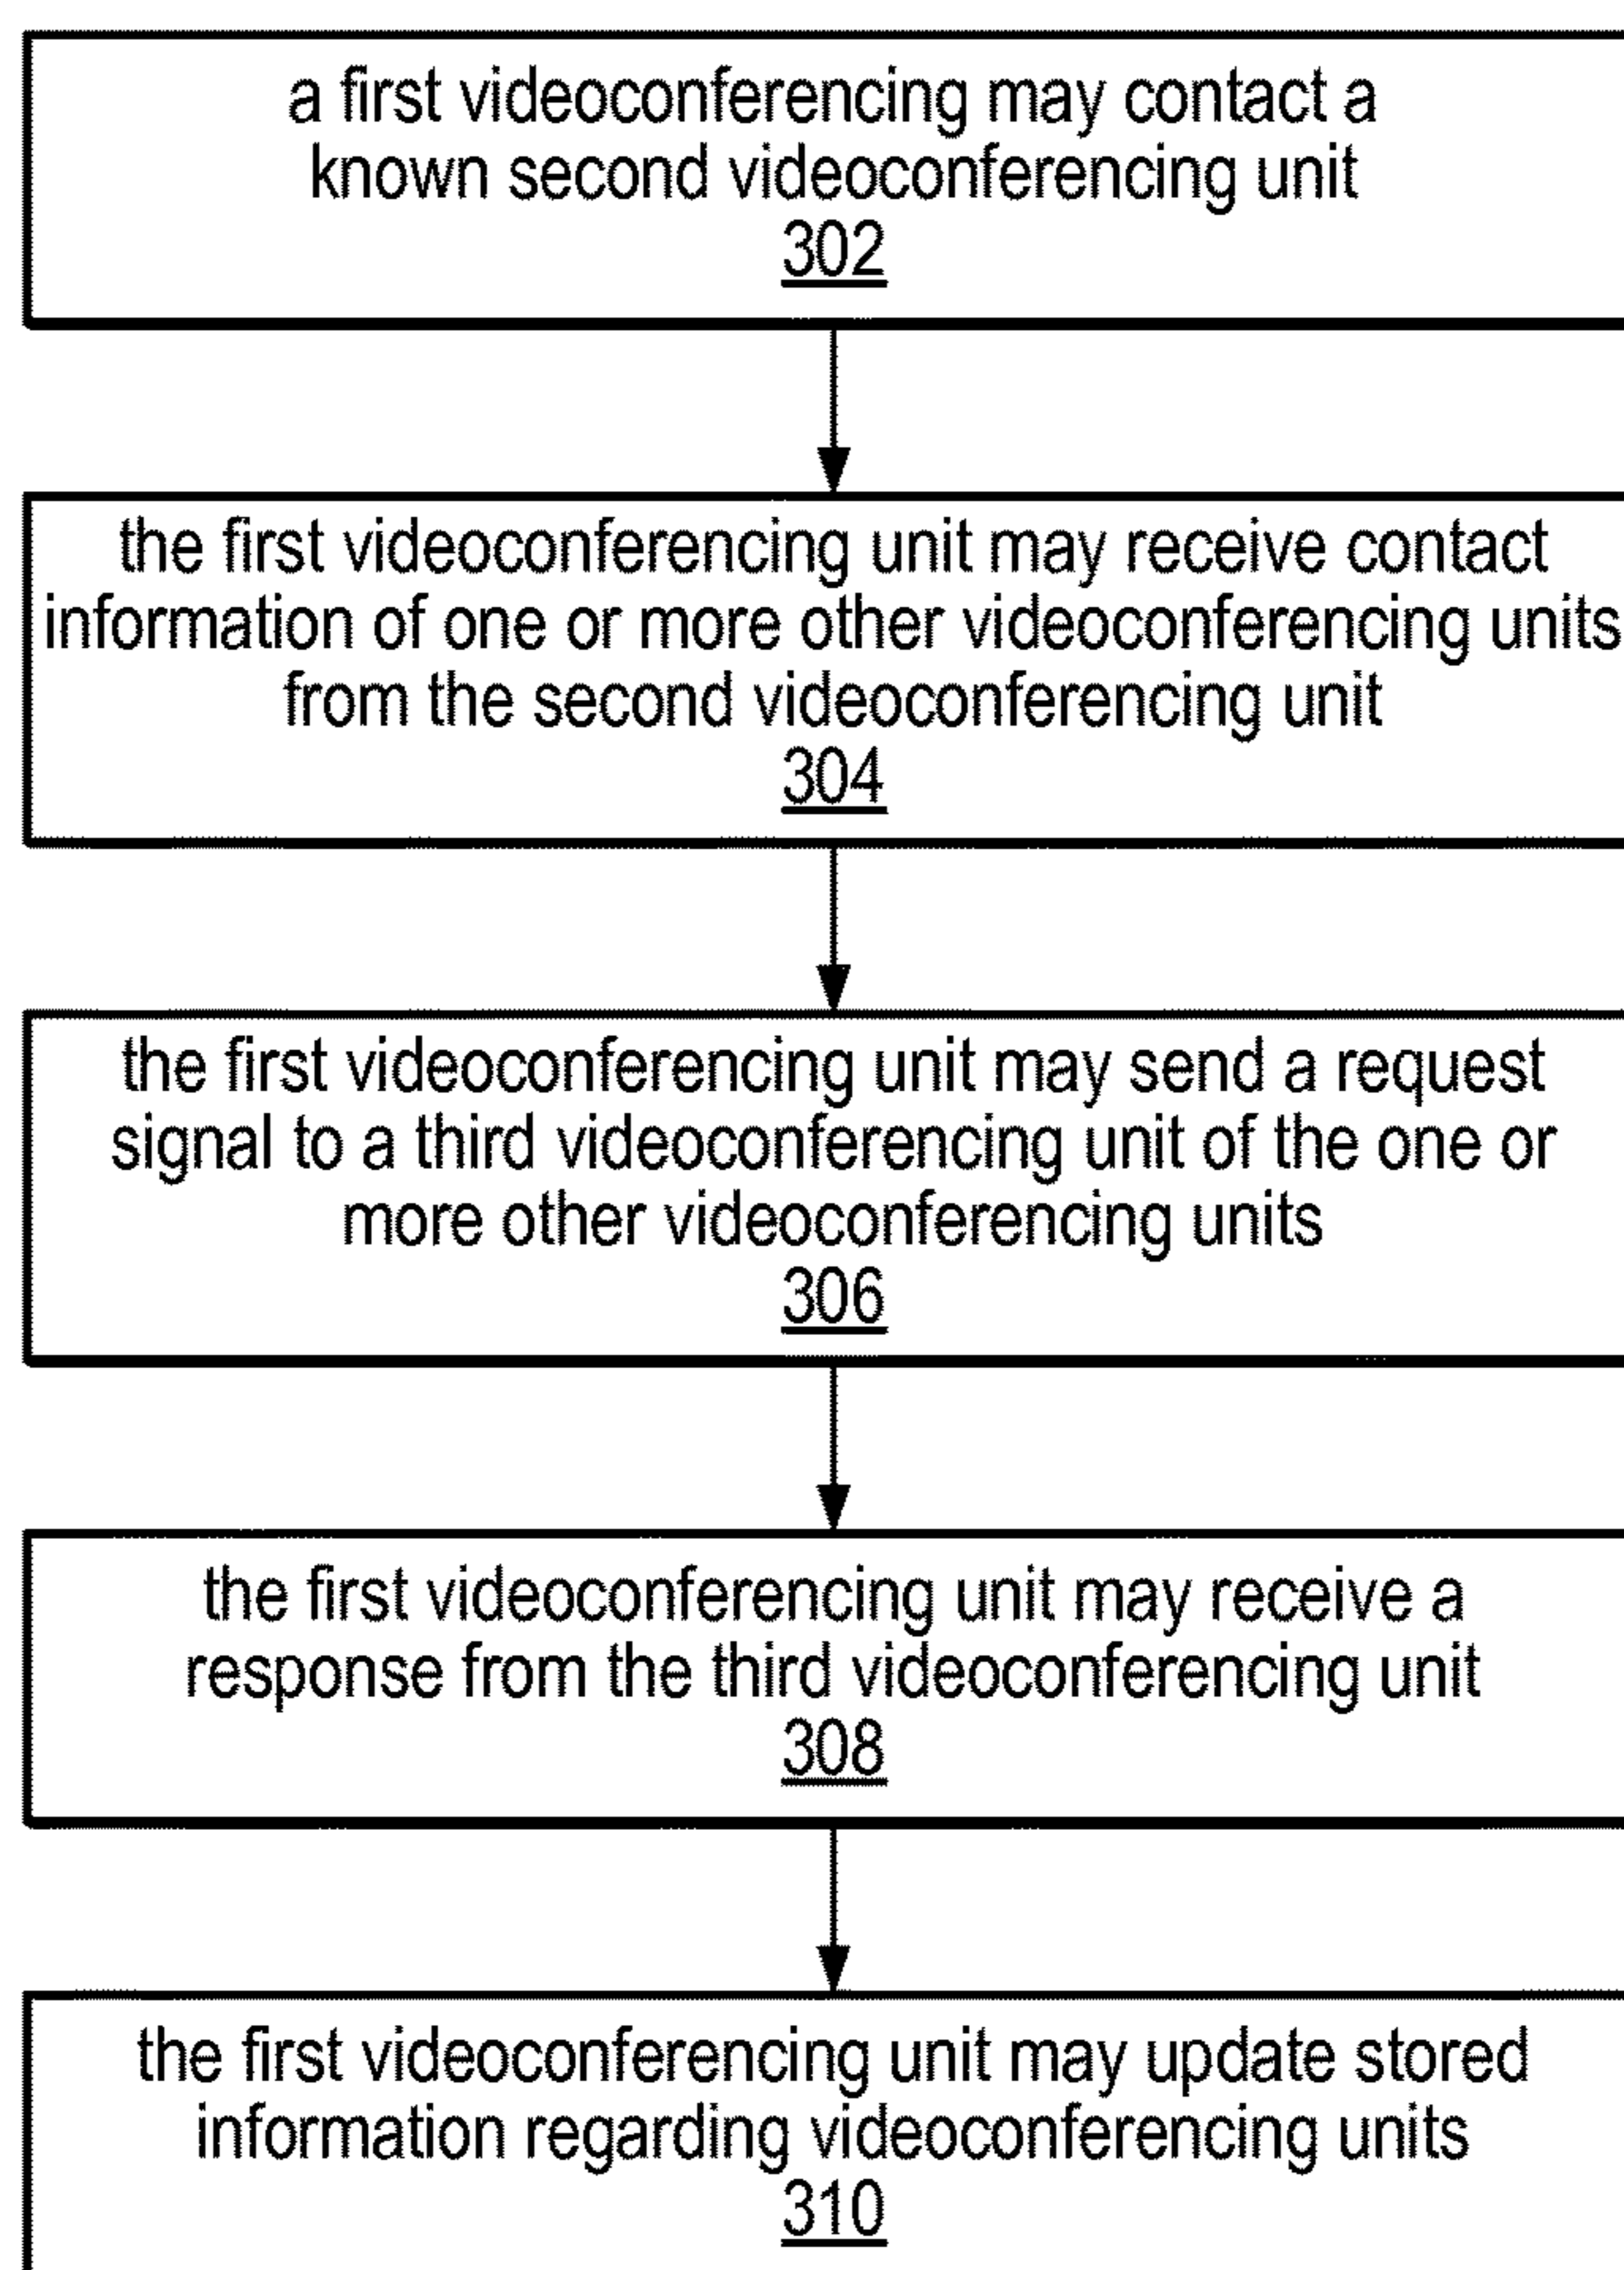 a first videoconferencing may contact a
known second videoconferencing unit
302
the first videoconferencing unit may receive contact
information of one or more other videoconferencing units
from the second videoconferencing unit
304
the first videoconferencing unit may send a request
signal to a third videoconferencing unit of the one or
more other videoconferencing units
306
the first videoconferencing unit may receive a
response from the third videoconferencing unit
308
the first videoconferencing unit may update stored
information regarding videoconferencing units
310